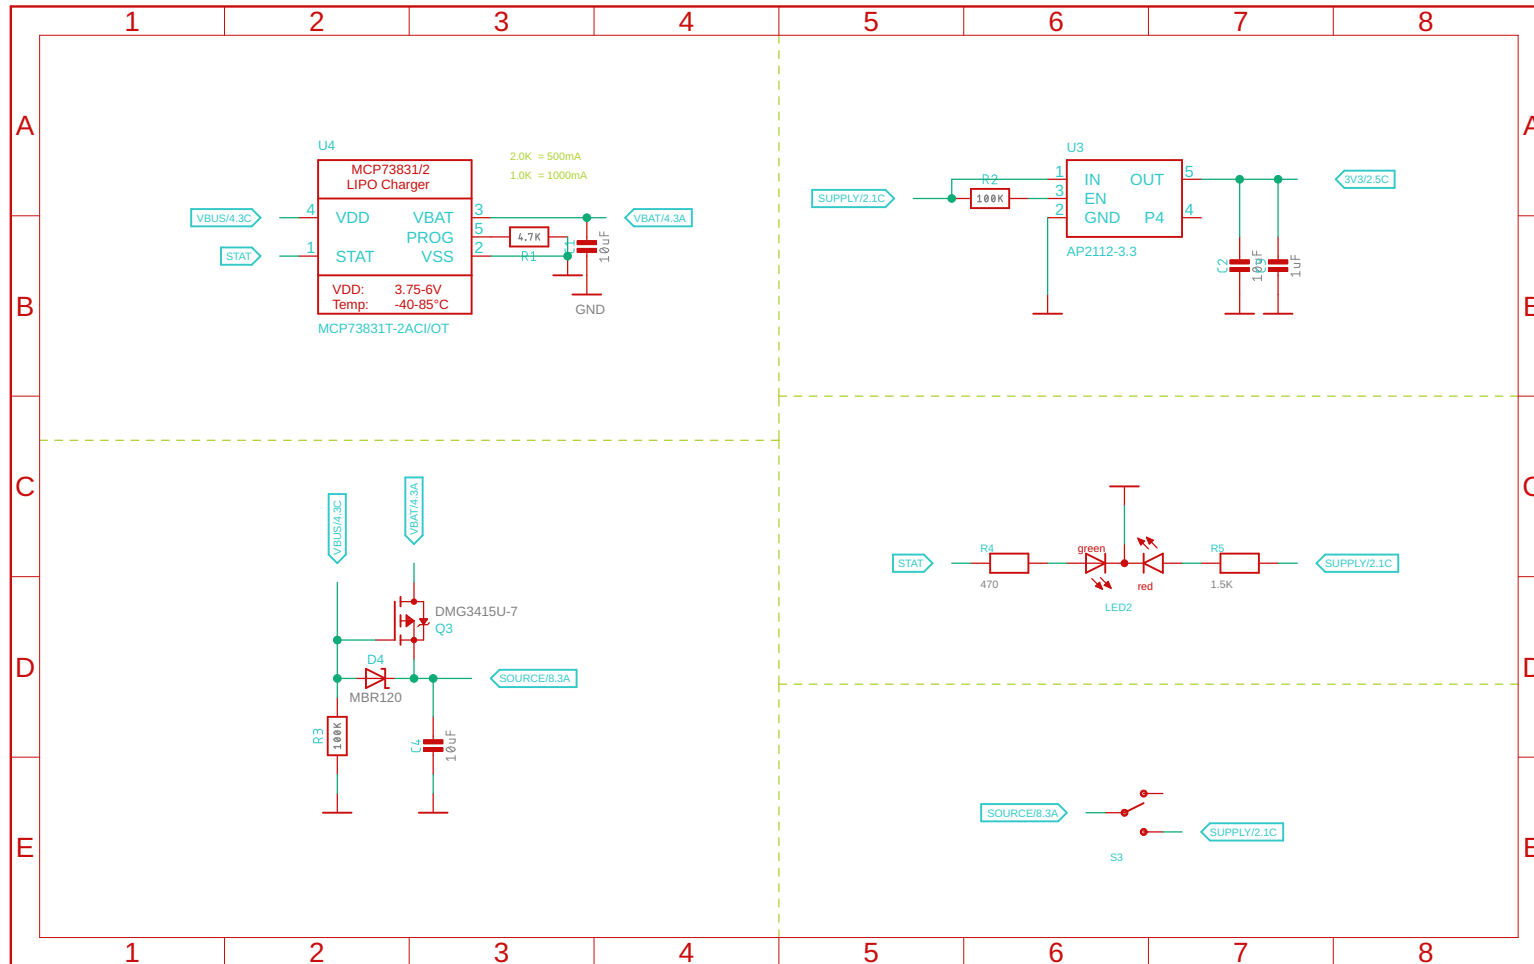 1 2 3 4 5 6 7 8
A A
U4
MCP73831/2
LIPO Charger
2.0K = 500mA
1.0K = 1000mA
VBUS/4.3C
4 VDD VBAT 3
VBAT/4.3A
PROG 5
4.7K
R1
STAT
1 STAT VSS 2
10uF
VDD: 3.75-6V
Temp: -40-85°C
GND
MCP73831T-2ACI/OT
U3
SUPPLY/2.1C
R2
100K
1 IN OUT 5
3 EN
2 GND P4 4
AP2112-3.3
3V3/2.5C
C2
10uF
1uF
B B
C C
VBUS/4.3C
VBAT/4.3A
DMG3415U-7
Q3
D4
MBR120
SOURCE/8.3A
R3
100K
C4
10uF
STAT
R4
470
green
red
LED2
R5
1.5K
SUPPLY/2.1C
D D
SOURCE/8.3A
SUPPLY/2.1C
S3
E E
1 2 3 4 5 6 7 8